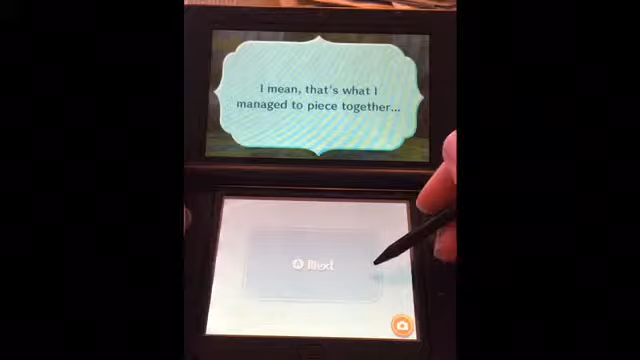 I mean, that's what I
managed to piece together...
A Next